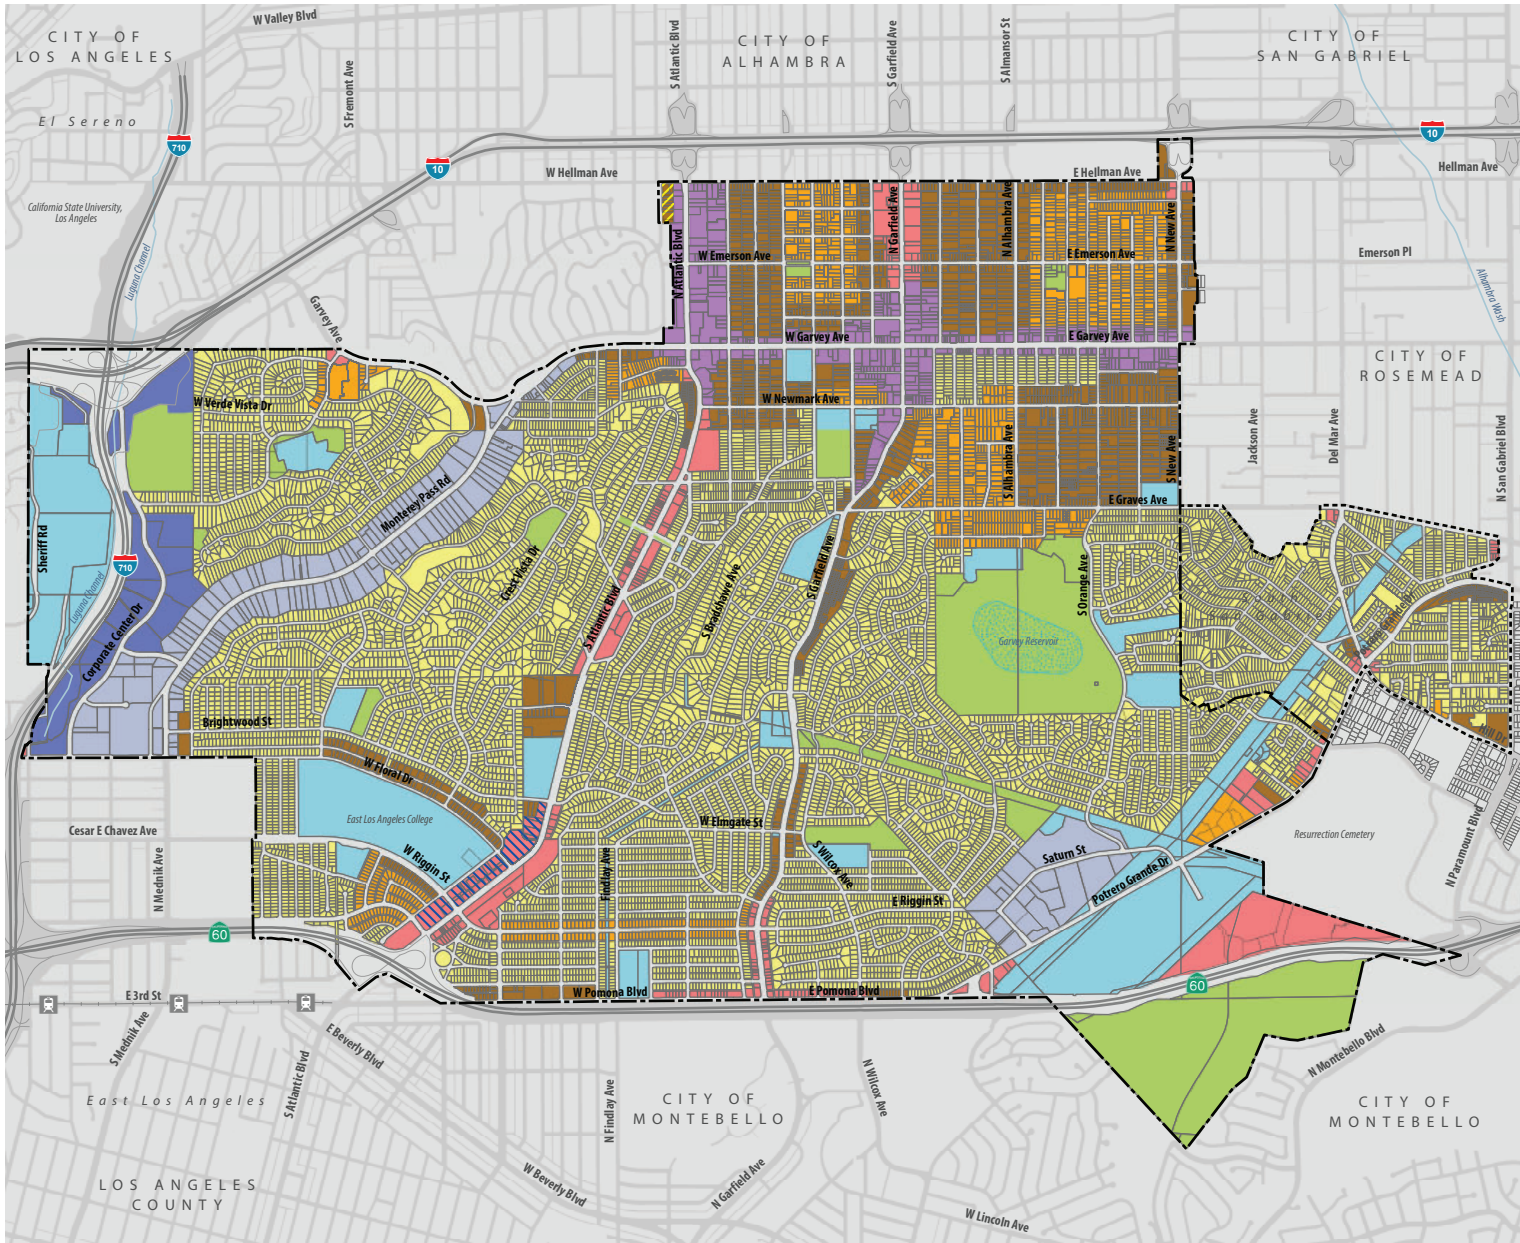 W Valley Blvd
CITY OF
LOS ANGELES
S Fremont Ave
S Atlantic Blvd
CITY OF
ALHAMBRA
S Garfield Ave
S Almansor St
CITY OF
SAN GABRIEL
El Sereno
710
10
10
W Hellman Ave
E Hellman Ave
Hellman Ave
California State University,
Los Angeles
Laguna Channel
N Atlantic Blvd
W Emerson Ave
N Garfield Ave
N Alhambra Ave
E Emerson Ave
N New Ave
Emerson Pl
Alhambra Wash
Garvey Ave
W Garvey Ave
E Garvey Ave
CITY OF
ROSEMEAD
W Verde Vista Dr
W Newmark Ave
Jackson Ave
Del Mar Ave
N San Gabriel Blvd
S Alhambra Ave
S New Ave
Monterey Pass Rd
E Graves Ave
Sheriff Rd
710
Laguna Channel
Crest Vista Dr
S Atlantic Blvd
S Bradshawe Ave
S Garfield Ave
S Orange Ave
Garvey Reservoir
Potrero Grande Dr
Corporate Center Dr
Brightwood St
Hill Dr
W Floral Dr
East Los Angeles College
Cesar E Chavez Ave
W Elmgate St
Resurrection Cemetery
N Mednik Ave
W Riggin St
Findlay Ave
S Wilcox Ave
Saturn St
Potrero Grande Dr
N Paramount Blvd
E Riggin St
60
60
E 3rd St
W Pomona Blvd
E Pomona Blvd
S Mednik Ave
E Beverly Blvd
S Atlantic Blvd
N Montebello Blvd
East Los Angeles
N Findlay Ave
CITY OF
MONTEBELLO
N Wilcox Ave
CITY OF
MONTEBELLO
LOS ANGELES
COUNTY
W Beverly Blvd
N Garfield Ave
W Lincoln Ave